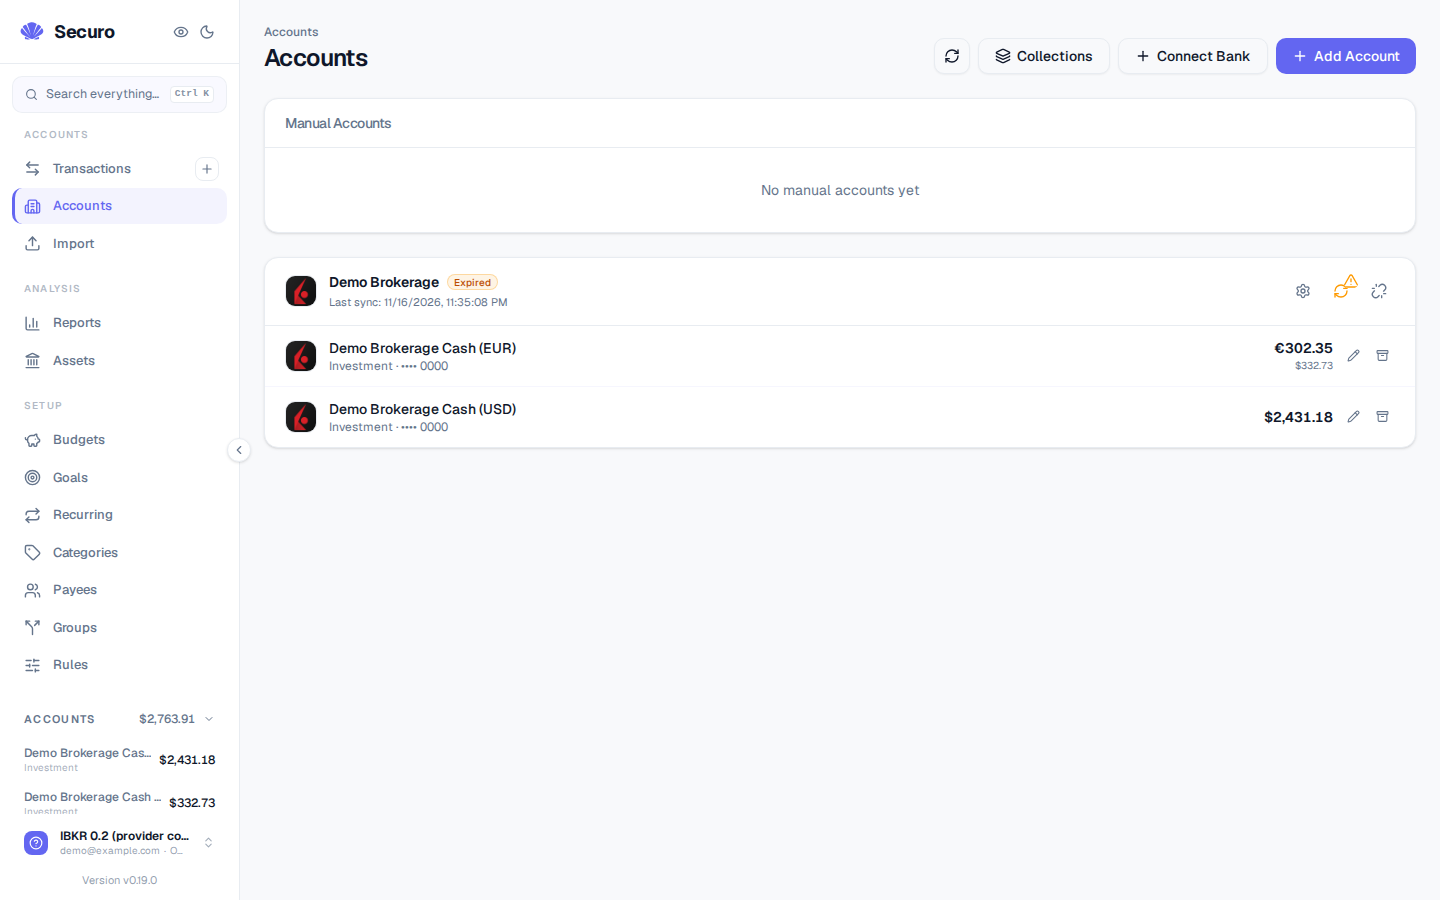 Securo
Search everything...
Ctrl K
ACCOUNTS
Transactions
Accounts
Import
ANALYSIS
Reports
Assets
SETUP
Budgets
Goals
Recurring
Categories
Payees
Groups
Rules
ACCOUNTS $2,763.91
Demo Brokerage Cas... $2,431.18
Investment
Demo Brokerage Cash ... $332.73
Investment
IBKR 0.2 (provider co...
demo@example.com · O...
Version v0.19.0
Accounts
Accounts
Collections
Connect Bank
Add Account
Manual Accounts
No manual accounts yet
Demo Brokerage Expired
Last sync: 11/16/2026, 11:35:08 PM
Demo Brokerage Cash (EUR)
Investment · •••• 0000
€302.35
$332.73
Demo Brokerage Cash (USD)
Investment · •••• 0000
$2,431.18